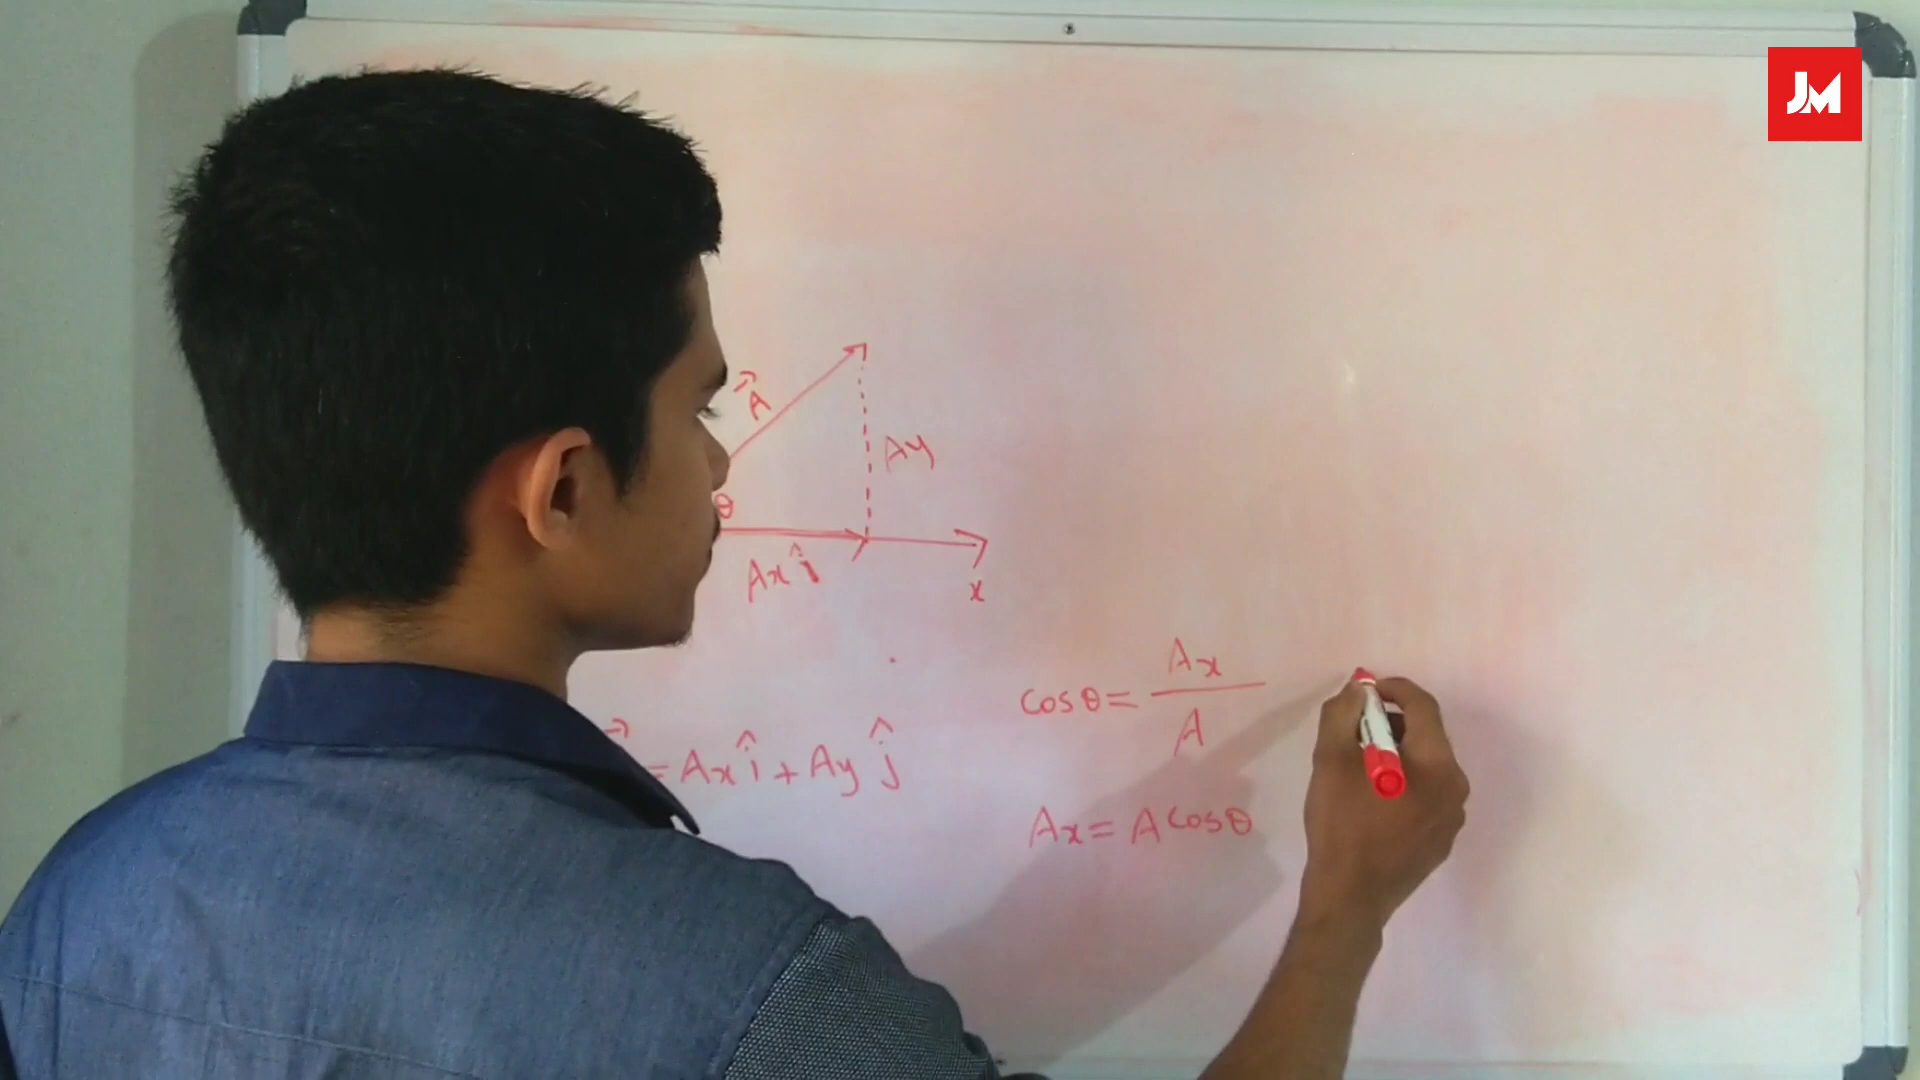 JM
A⃗
Ay
θ
Axî
x
cosθ = Ax / A
= Axî + Ay ĵ
Ax = A cosθ